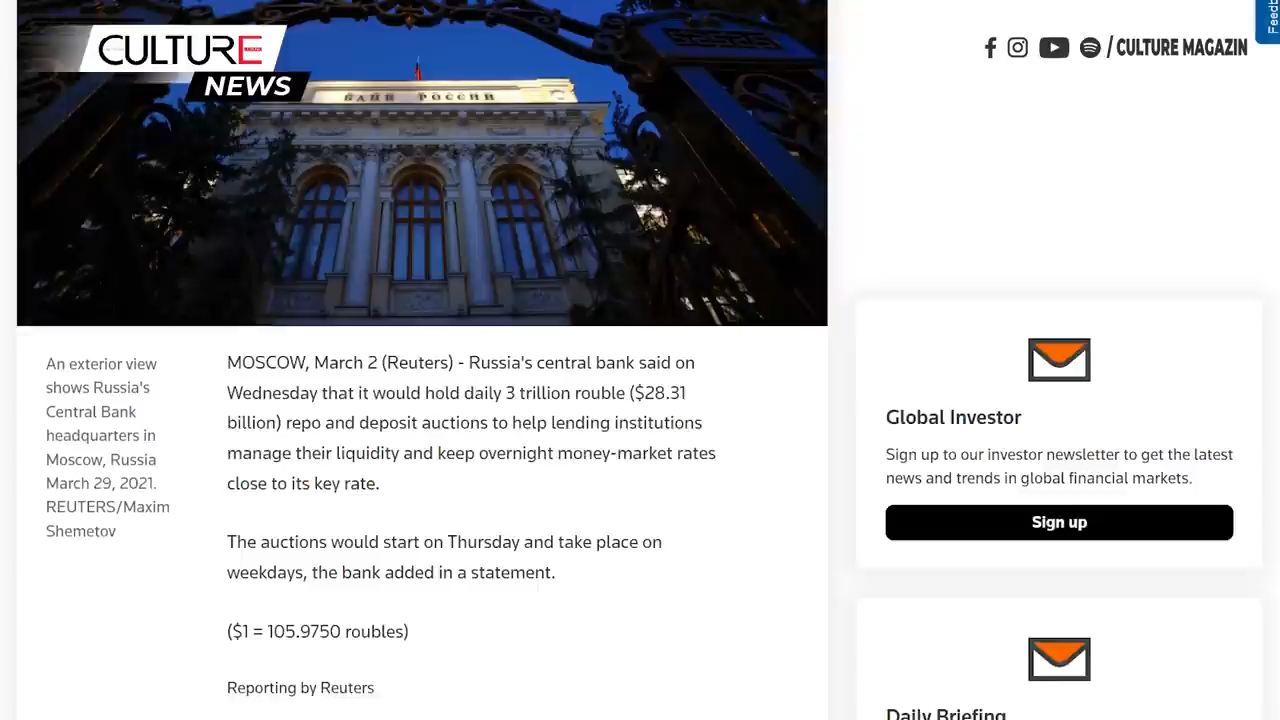 CULTURE
NEWS
БАНК РОССИИ
/ CULTURE MAGAZIN
An exterior view
shows Russia's
Central Bank
headquarters in
Moscow, Russia
March 29, 2021.
REUTERS/Maxim
Shemetov
MOSCOW, March 2 (Reuters) - Russia's central bank said on
Wednesday that it would hold daily 3 trillion rouble ($28.31
billion) repo and deposit auctions to help lending institutions
manage their liquidity and keep overnight money-market rates
close to its key rate.
The auctions would start on Thursday and take place on
weekdays, the bank added in a statement.
($1 = 105.9750 roubles)
Reporting by Reuters
Global Investor
Sign up to our investor newsletter to get the latest
news and trends in global financial markets.
Sign up
Daily Briefing